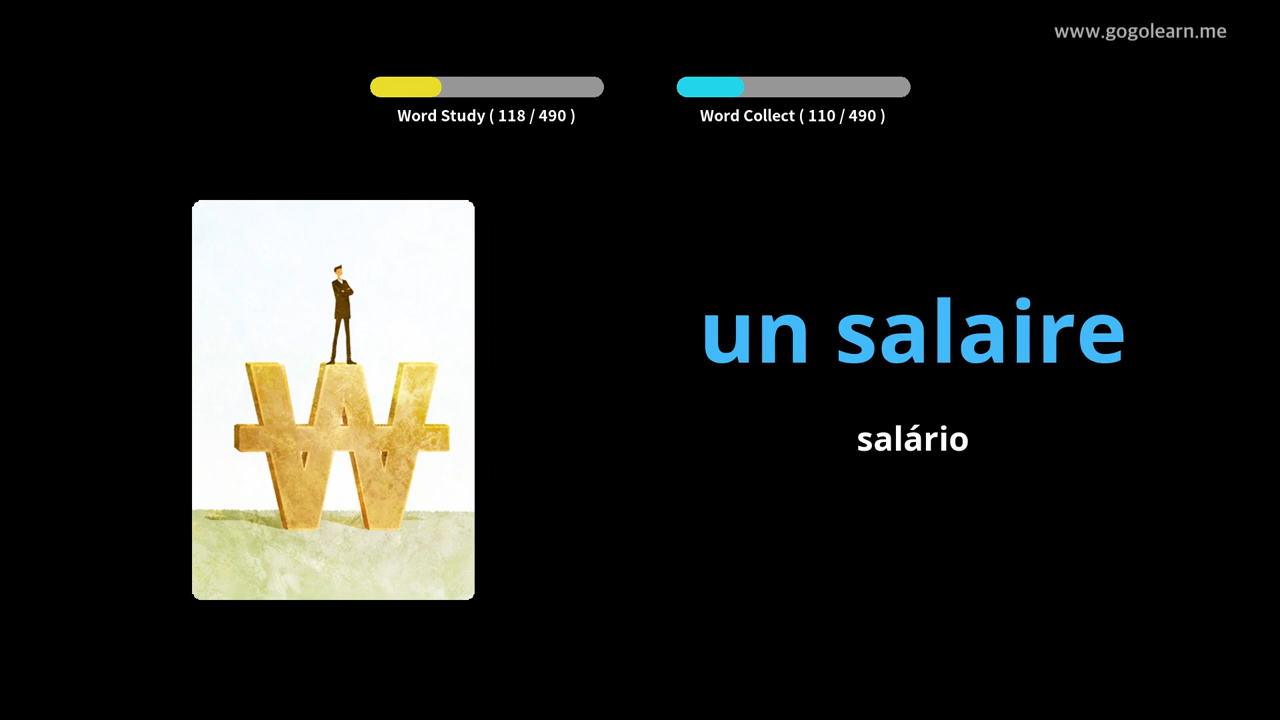 www.gogolearn.me
Word Study ( 118 / 490 )
Word Collect ( 110 / 490 )
un salaire
salário